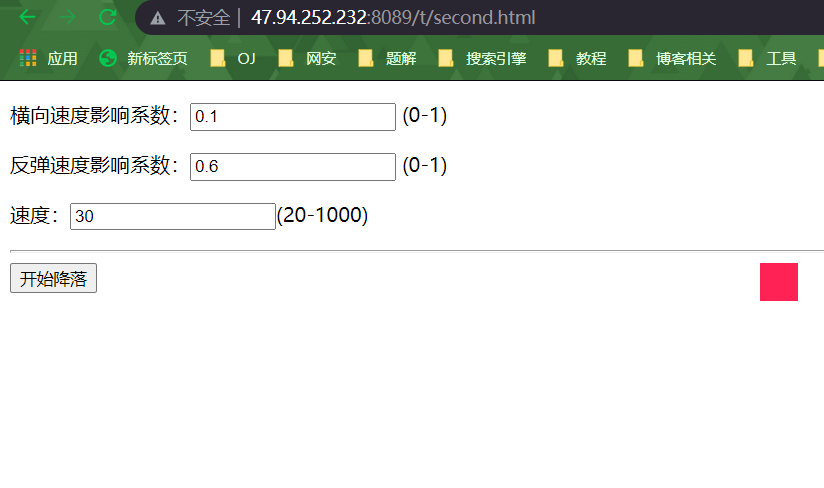 不安全 | 47.94.252.232:8089/t/second.html
应用 新标签页 OJ 网安 题解 搜索引擎 教程 博客相关 工具
横向速度影响系数：0.1 (0-1)
反弹速度影响系数：0.6 (0-1)
速度：30 (20-1000)
开始降落